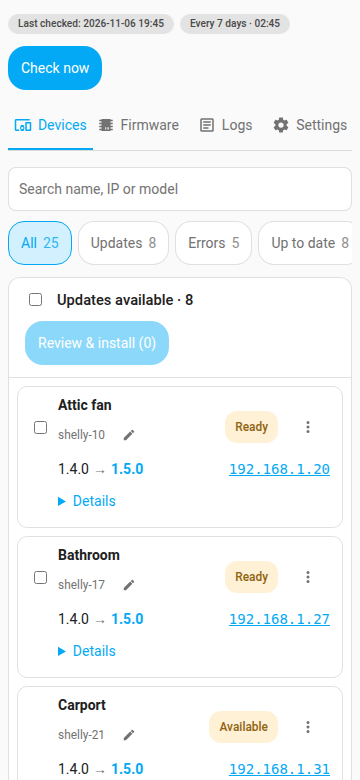 Last checked: 2026-11-06 19:45 Every 7 days · 02:45
Check now
Devices Firmware Logs Settings
Search name, IP or model
All 25 Updates 8 Errors 5 Up to date 8
Updates available · 8
Review & install (0)
Attic fan
Ready
shelly-10
1.4.0 → 1.5.0 192.168.1.20
▶ Details
Bathroom
Ready
shelly-17
1.4.0 → 1.5.0 192.168.1.27
▶ Details
Carport
Available
shelly-21
1.4.0 → 1.5.0 192.168.1.31